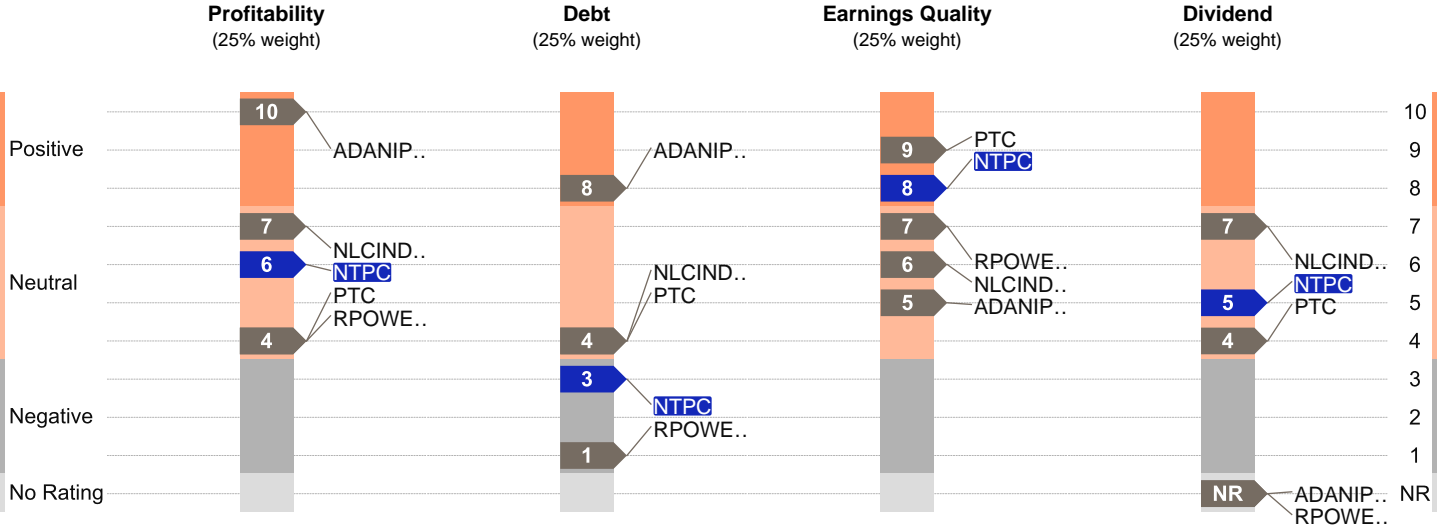 Profitability
(25% weight)
Debt
(25% weight)
Earnings Quality
(25% weight)
Dividend
(25% weight)
Positive
Neutral
Negative
No Rating
10
ADANIP..
7
NLCIND..
6
NTPC
PTC
RPOWE..
4
ADANIP..
8
NLCIND..
PTC
4
3
NTPC
RPOWE..
1
PTC
9
NTPC
8
7
RPOWE..
6
NLCIND..
5
ADANIP..
7
NLCIND..
NTPC
5
PTC
4
NR
ADANIP..
RPOWE..
10
9
8
7
6
5
4
3
2
1
NR